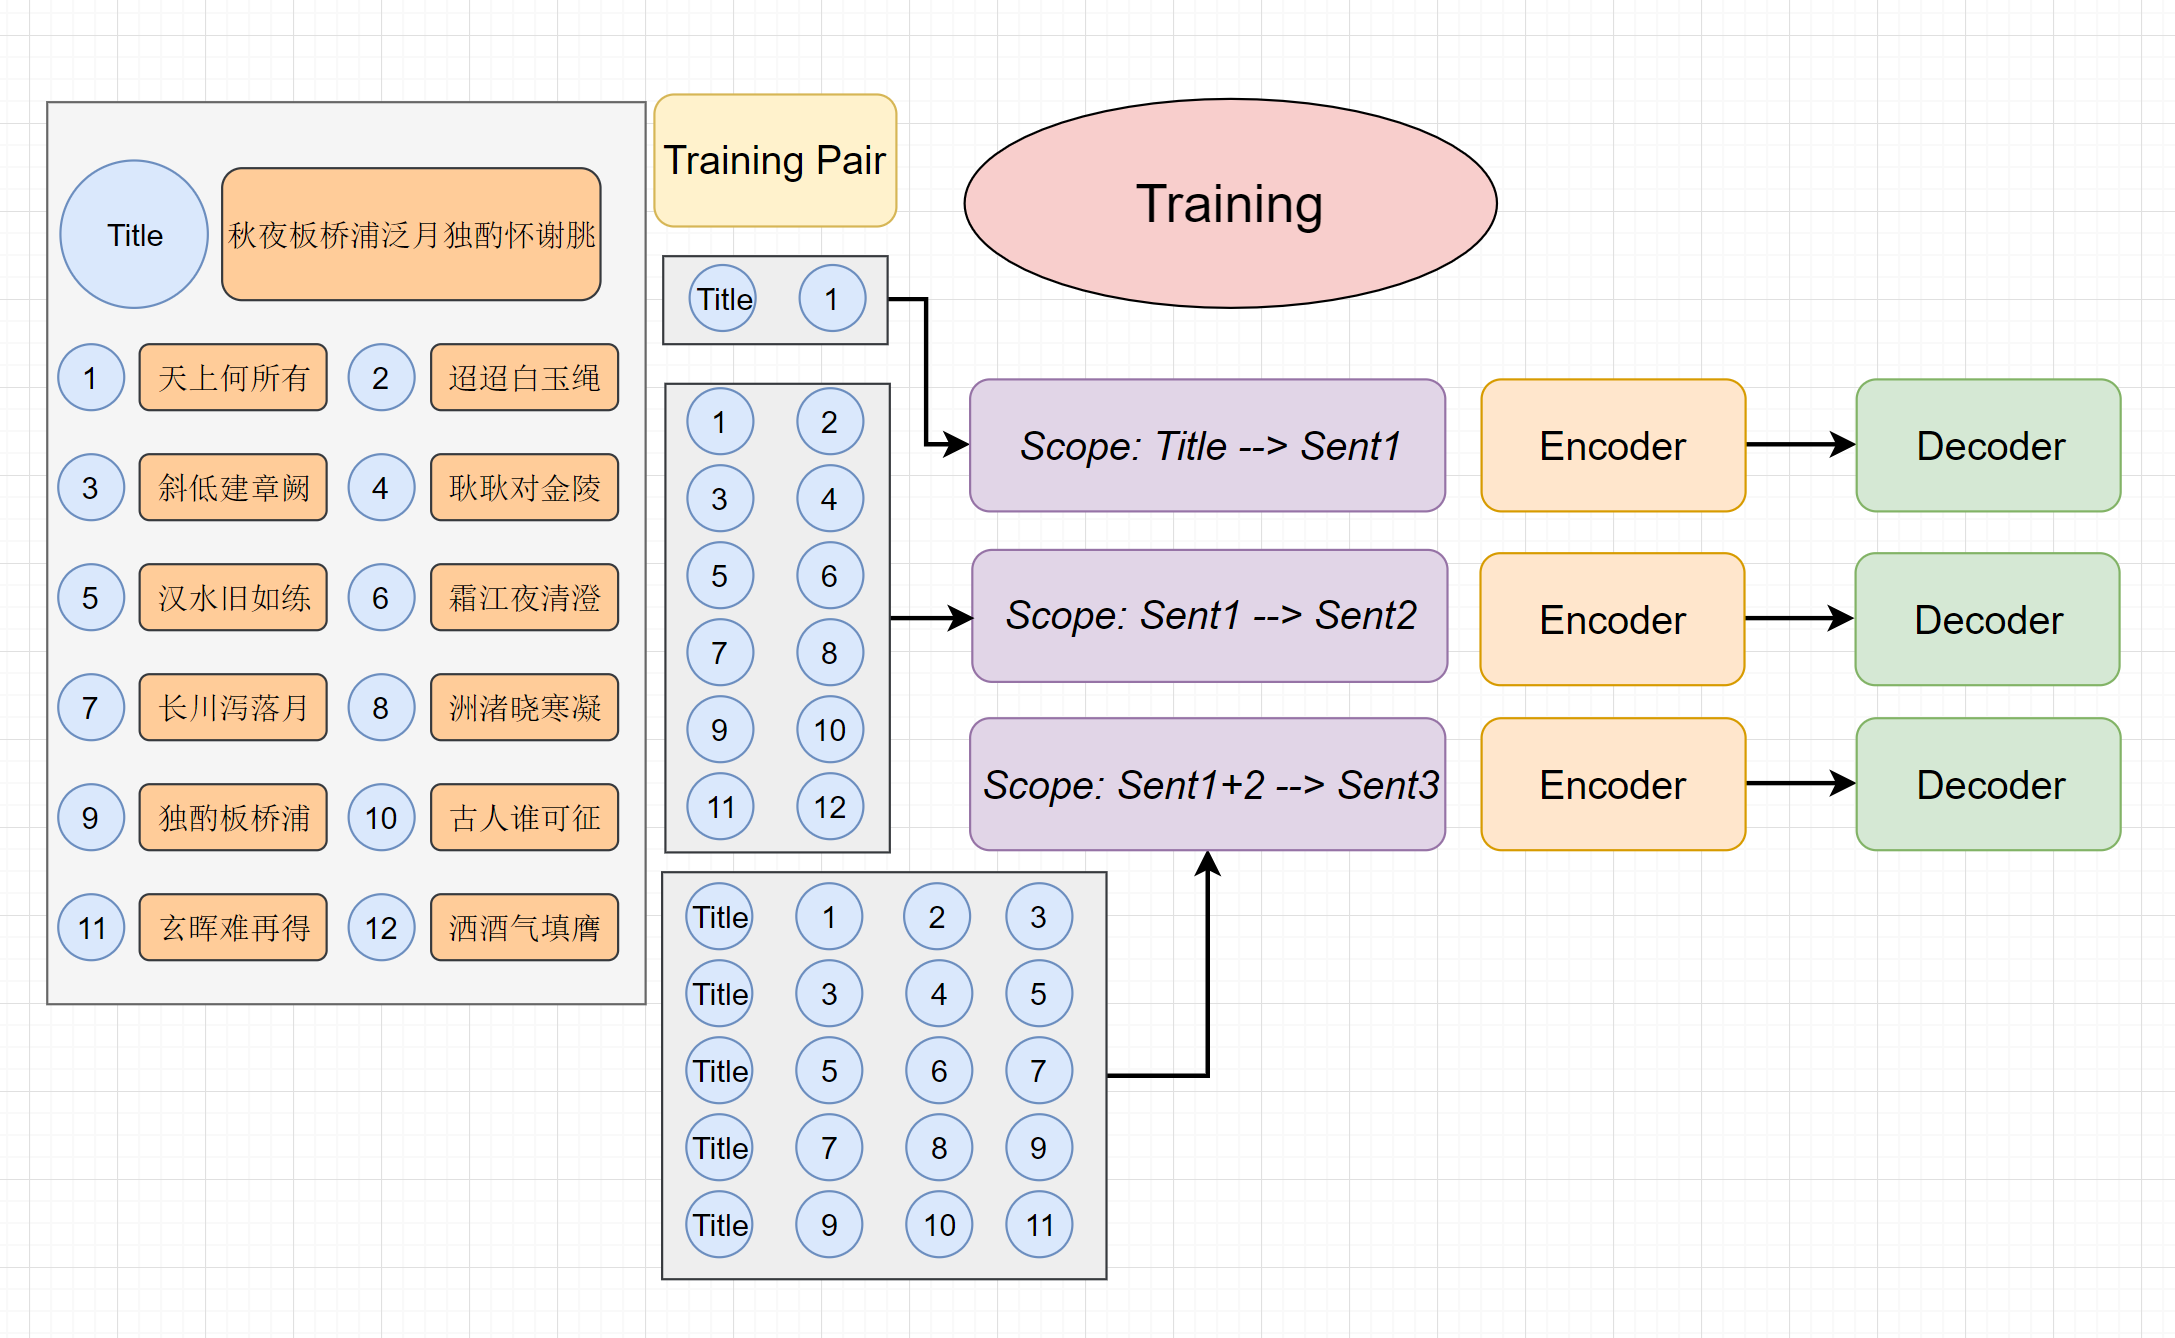 Title
秋夜板桥浦泛月独酌怀谢朓
1
天上何所有
2
迢迢白玉绳
3
斜低建章阙
4
耿耿对金陵
5
汉水旧如练
6
霜江夜清澄
7
长川泻落月
8
洲渚晓寒凝
9
独酌板桥浦
10
古人谁可征
11
玄晖难再得
12
洒酒气填膺
Training Pair
Title 1
1 2
3 4
5 6
7 8
9 10
11 12
Title 1 2 3
Title 3 4 5
Title 5 6 7
Title 7 8 9
Title 9 10 11
Training
Scope: Title --> Sent1
Encoder
Decoder
Scope: Sent1 --> Sent2
Encoder
Decoder
Scope: Sent1+2 --> Sent3
Encoder
Decoder